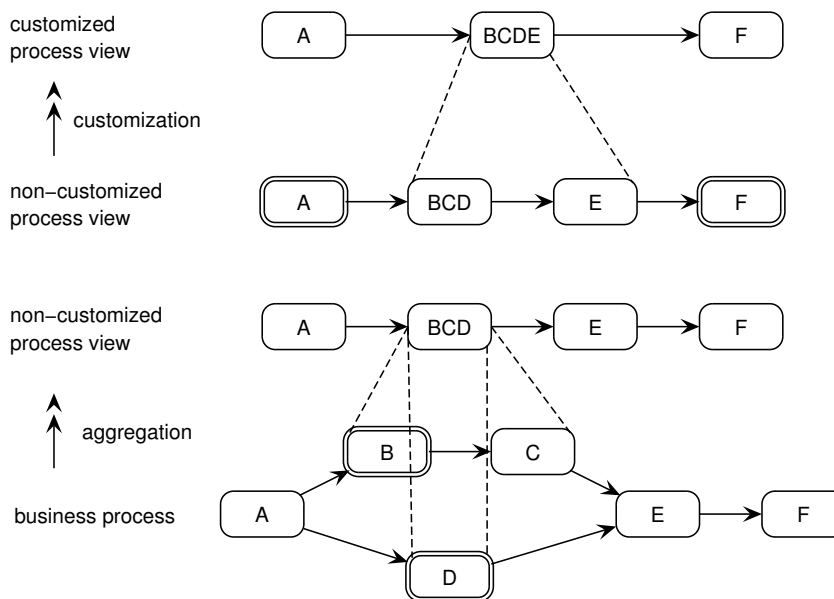 customized
process view
A
BCDE
F
customization
non−customized
process view
A
BCD
E
F
non−customized
process view
A
BCD
E
F
aggregation
B
C
business process
A
E
F
D